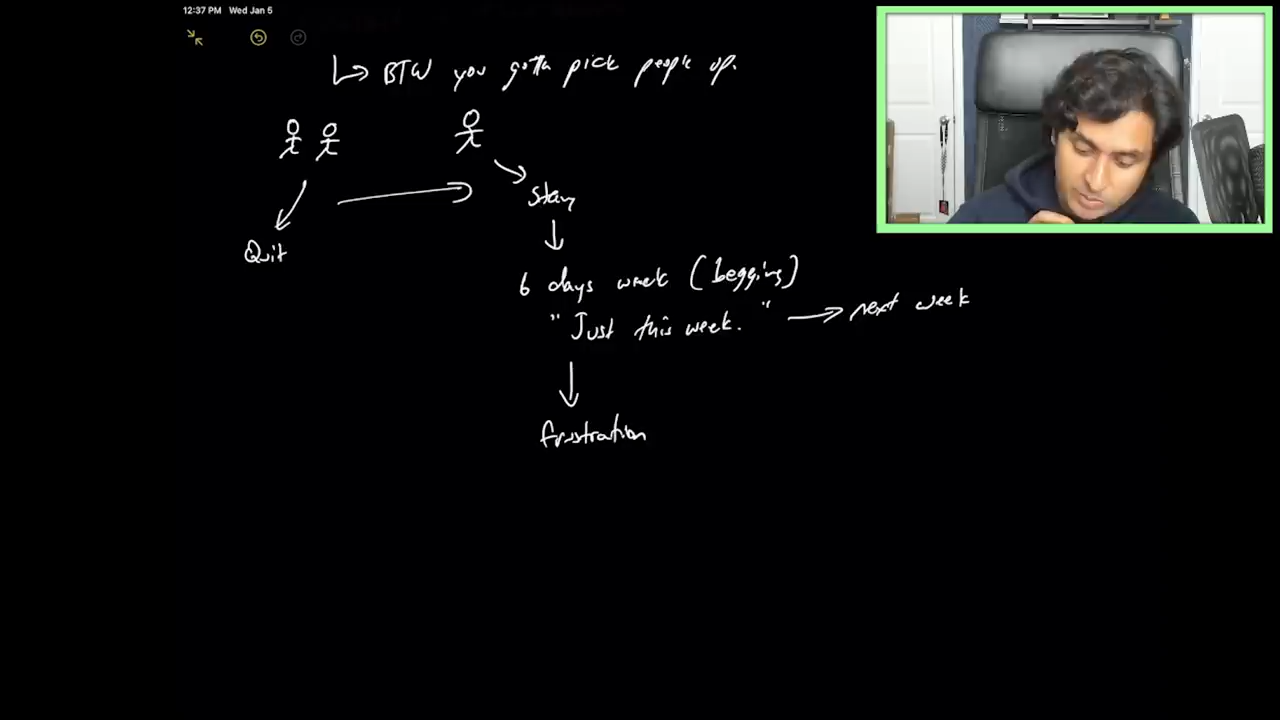 12:37 PM Wed Jan 5
↳ BTW you gotta pick people up.
Stay
Quit
6 days week (begging)
"Just this week." → next week
frustration